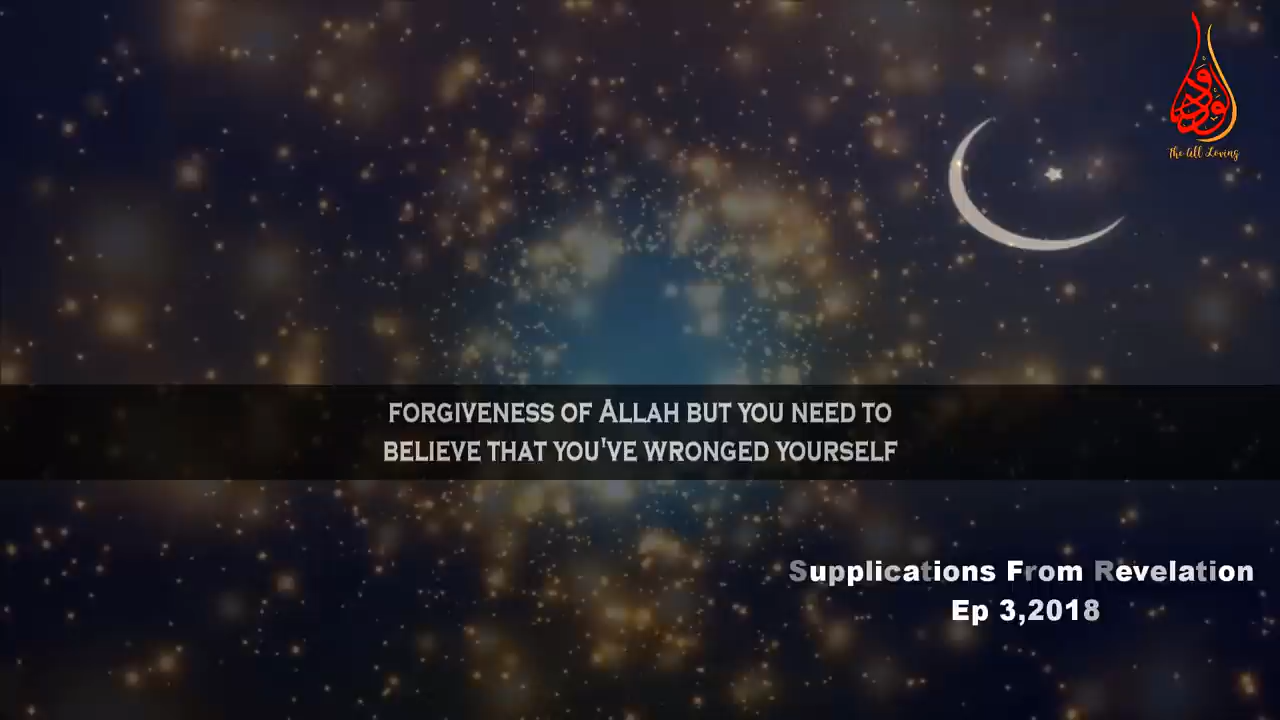 الودود
The All Loving
FORGIVENESS OF ALLAH BUT YOU NEED TO
BELIEVE THAT YOU'VE WRONGED YOURSELF
Supplications From Revelation
Ep 3,2018